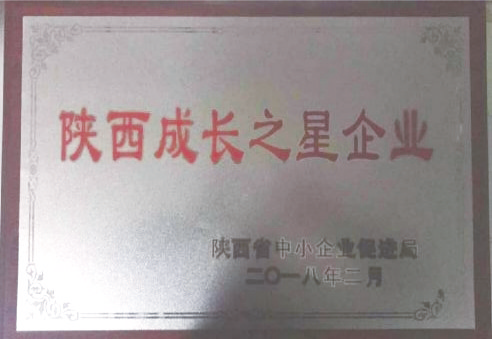 陕西成长之星企业
陕西省中小企业促进局
二〇一八年二月